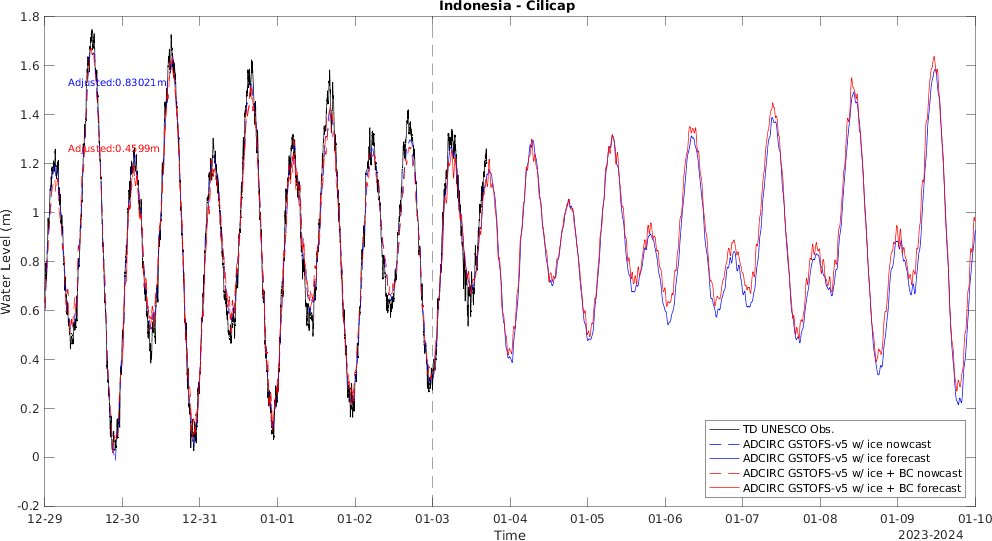 Indonesia - Cilicap
1.8
1.6
1.4
1.2
1
0.8
0.6
0.4
0.2
0
-0.2
Water Level (m)
Adjusted:0.83021m
Adjusted:0.4599m
TD UNESCO Obs.
ADCIRC GSTOFS-v5 w/ ice nowcast
ADCIRC GSTOFS-v5 w/ ice forecast
ADCIRC GSTOFS-v5 w/ ice + BC nowcast
ADCIRC GSTOFS-v5 w/ ice + BC forecast
12-29 12-30 12-31 01-01 01-02 01-03 01-04 01-05 01-06 01-07 01-08 01-09 01-10
Time
2023-2024